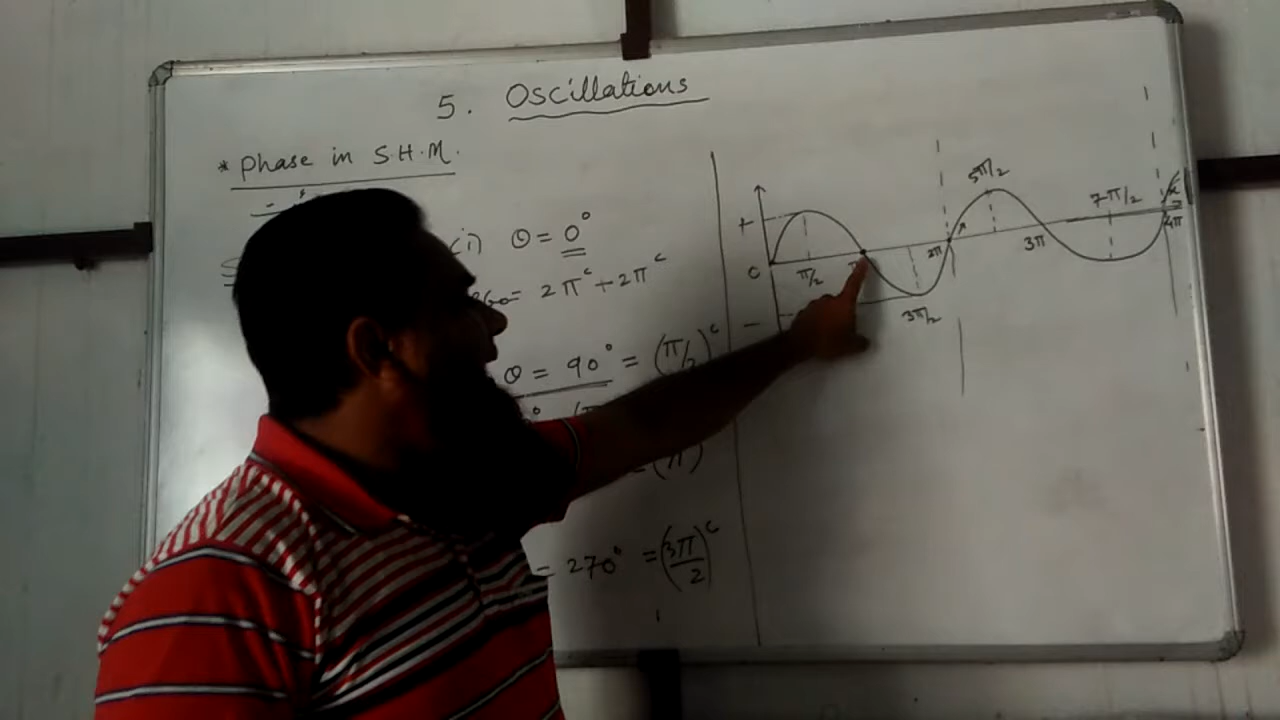 5. Oscillations
* Phase in S.H.M.
(i) θ = 0°
= 2π^c + 2π^c
θ = 90° = (π/2)^c
= (π)
= 270° = (3π/2)^c
+
5π/2
7π/2
0
π/2
π
2π
3π
4π
−
3π/2